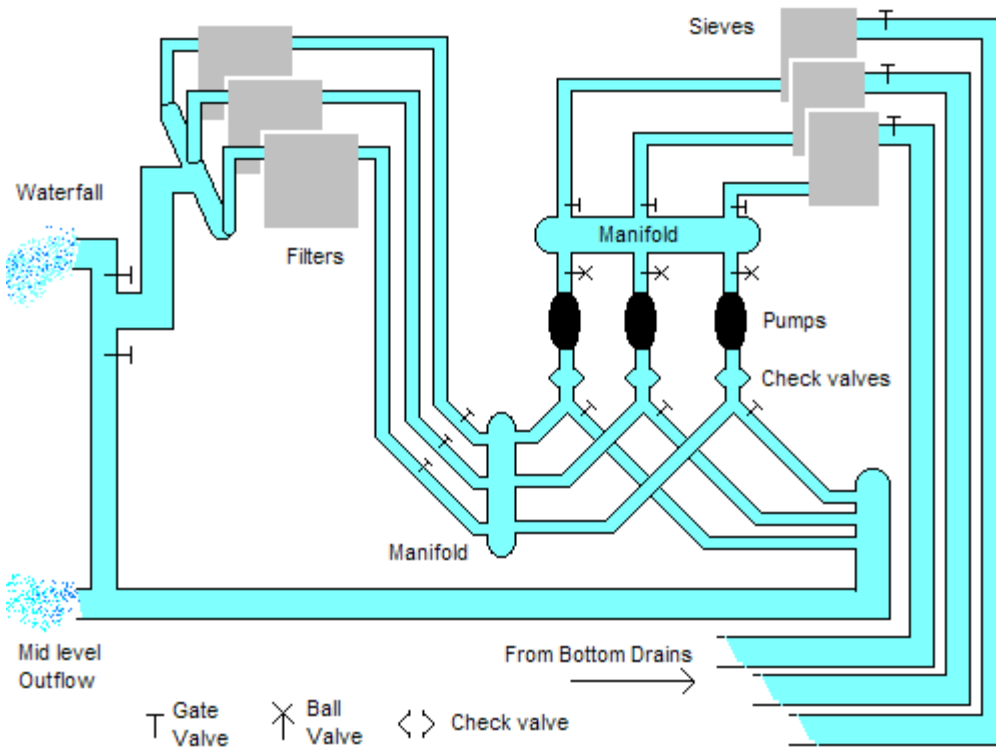 Sieves
Waterfall
Filters
Manifold
Pumps
Check valves
Manifold
Mid level
Outflow
From Bottom Drains
Gate
Valve
Ball
Valve
Check valve